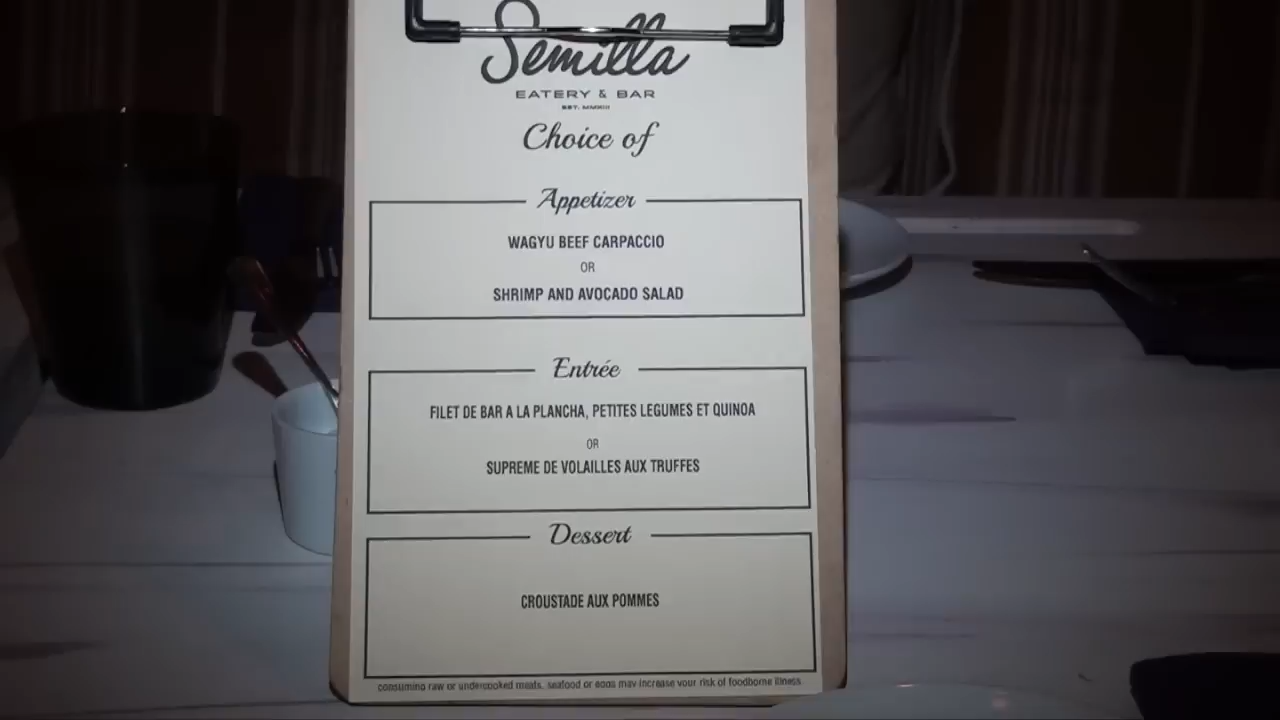 Semilla
EATERY & BAR
EST. MMXIII
Choice of
Appetizer
WAGYU BEEF CARPACCIO
OR
SHRIMP AND AVOCADO SALAD
Entrée
FILET DE BAR A LA PLANCHA, PETITES LEGUMES ET QUINOA
OR
SUPREME DE VOLAILLES AUX TRUFFES
Dessert
CROUSTADE AUX POMMES
consuming raw or undercooked meats, seafood or eggs may increase your risk of foodborne illness